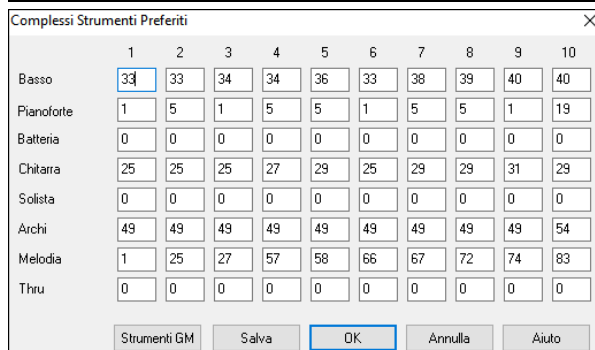 Complessi Strumenti Preferiti
1 2 3 4 5 6 7 8 9 10
Basso 33 33 34 34 36 33 38 39 40 40
Pianoforte 1 5 1 5 5 1 5 5 1 19
Batteria 0 0 0 0 0 0 0 0 0 0
Chitarra 25 25 25 27 29 25 29 29 31 29
Solista 0 0 0 0 0 0 0 0 0 0
Archi 49 49 49 49 49 49 49 49 49 54
Melodia 1 25 27 57 58 66 67 72 74 83
Thru 0 0 0 0 0 0 0 0 0 0
Strumenti GM Salva OK Annulla Aiuto